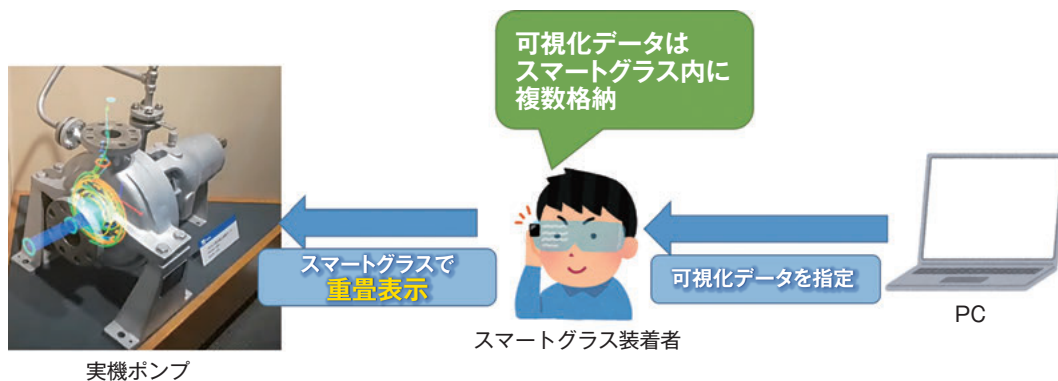 可視化データは
スマートグラス内に
複数格納
スマートグラスで
重畳表示
可視化データを指定
PC
スマートグラス装着者
実機ポンプ